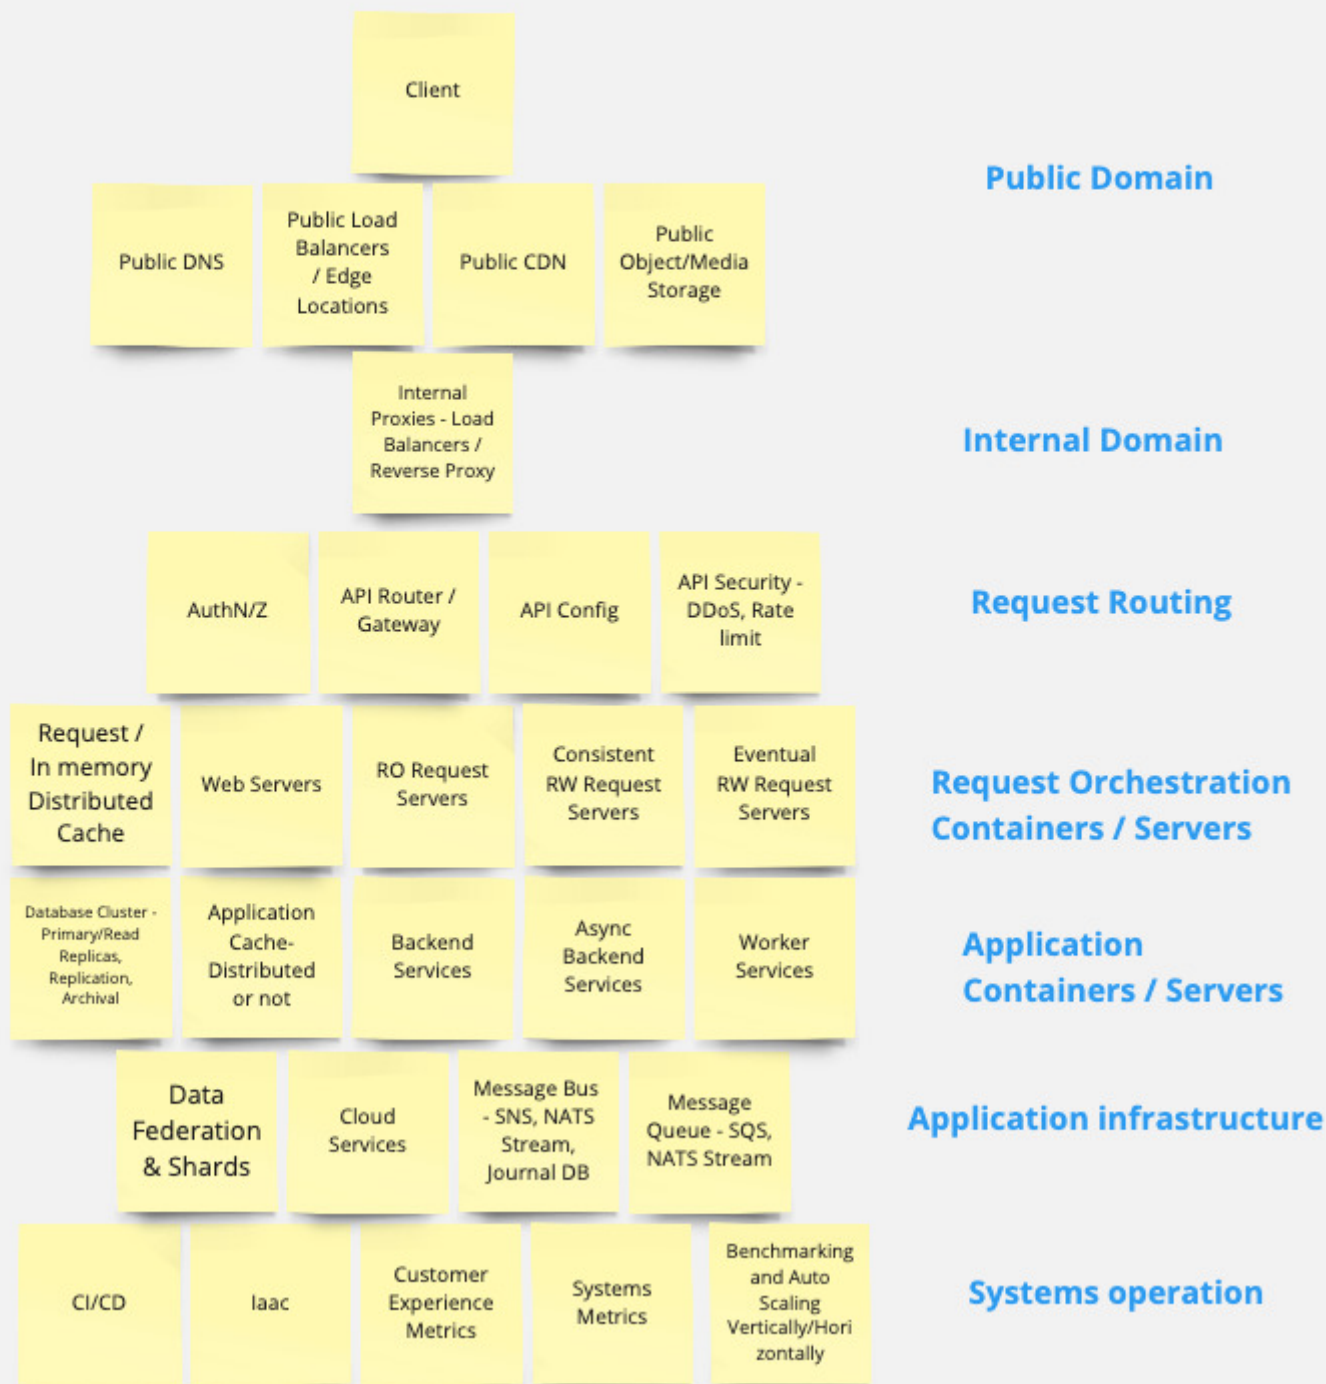 Client
Public Domain
Public DNS
Public Load
Balancers
/ Edge
Locations
Public CDN
Public
Object/Media
Storage
Internal
Proxies - Load
Balancers /
Reverse Proxy
Internal Domain
AuthN/Z
API Router /
Gateway
API Config
API Security -
DDoS, Rate
limit
Request Routing
Request /
In memory
Distributed
Cache
Web Servers
RO Request
Servers
Consistent
RW Request
Servers
Eventual
RW Request
Servers
Request Orchestration
Containers / Servers
Database Cluster -
Primary/Read
Replicas,
Replication,
Archival
Application
Cache-
Distributed
or not
Backend
Services
Async
Backend
Services
Worker
Services
Application
Containers / Servers
Data
Federation
& Shards
Cloud
Services
Message Bus
- SNS, NATS
Stream,
Journal DB
Message
Queue - SQS,
NATS Stream
Application infrastructure
CI/CD
Iaac
Customer
Experience
Metrics
Systems
Metrics
Benchmarking
and Auto
Scaling
Vertically/Hori
zontally
Systems operation